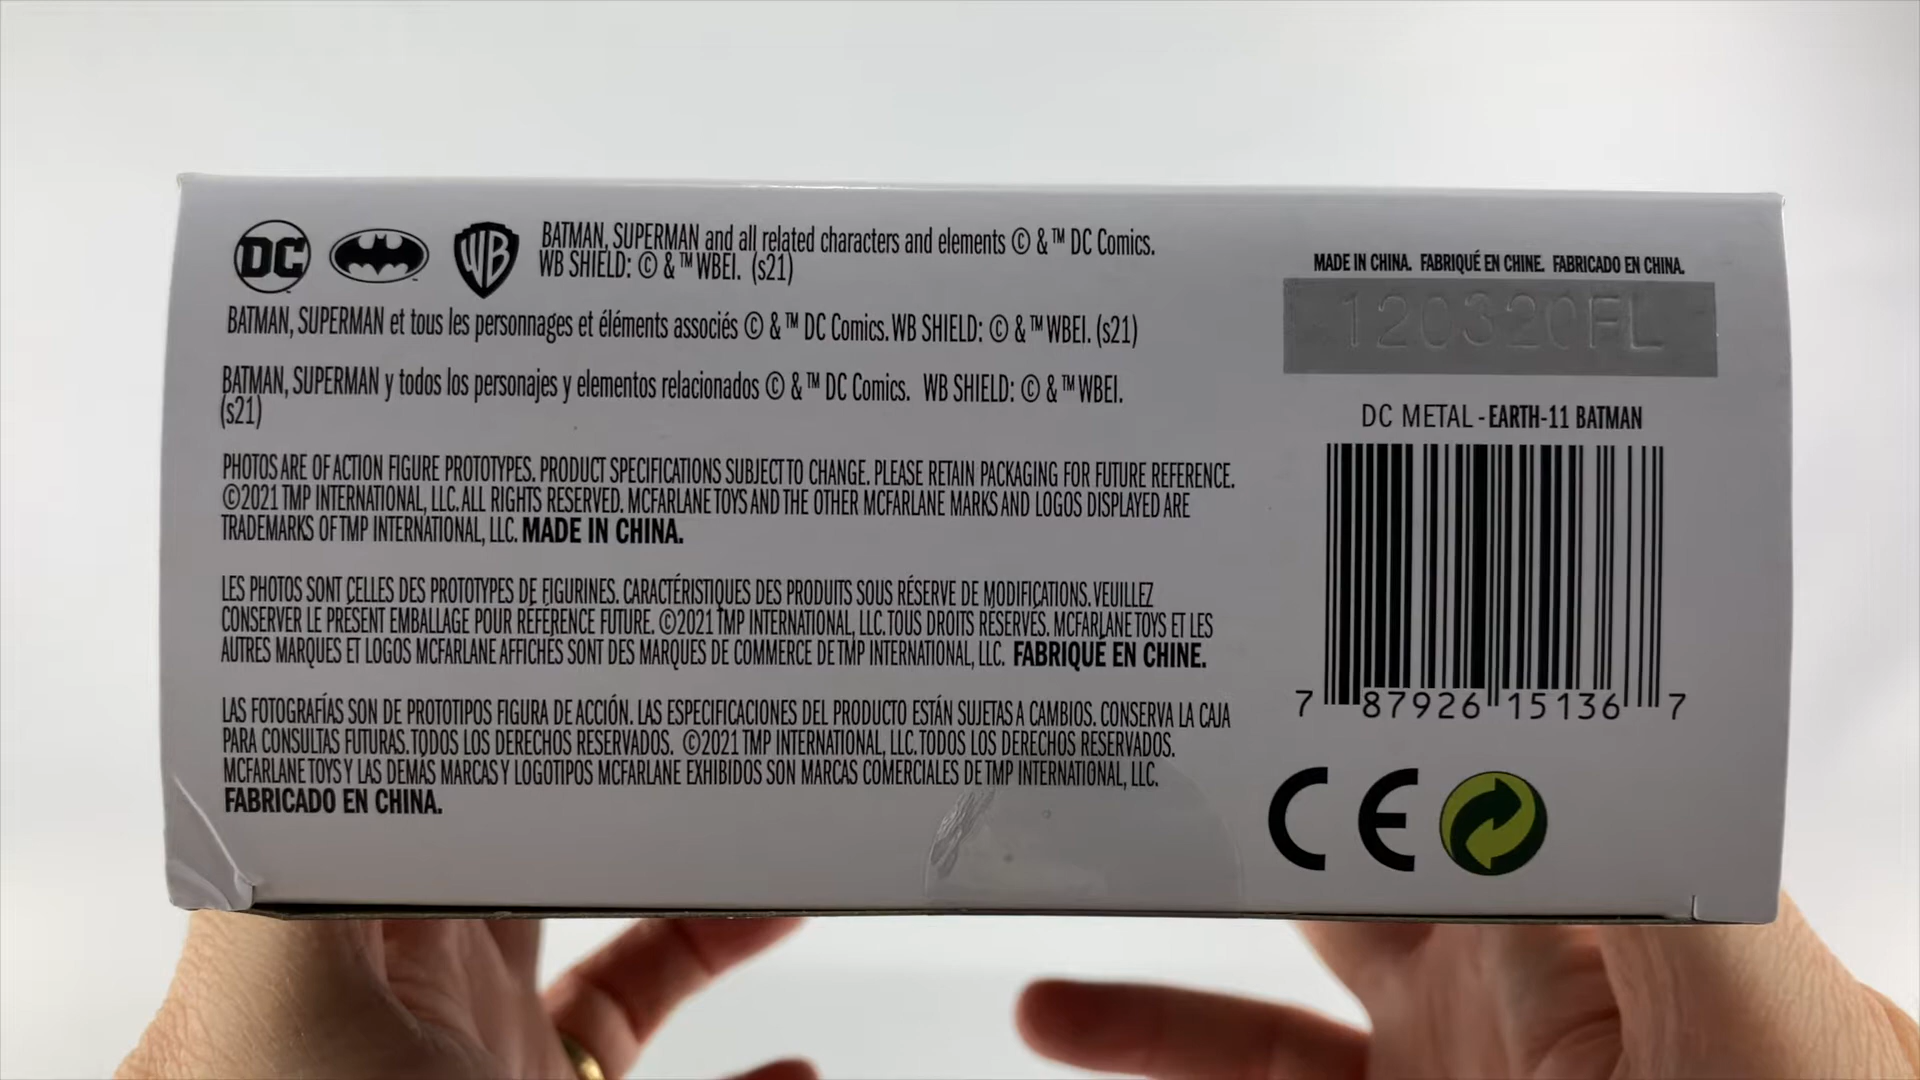 DC
WB
BATMAN, SUPERMAN and all related characters and elements © & ™ DC Comics.
WB SHIELD: © & ™ WBEI. (s21)
BATMAN, SUPERMAN et tous les personnages et éléments associés © & ™ DC Comics. WB SHIELD: © & ™ WBEI. (s21)
BATMAN, SUPERMAN y todos los personajes y elementos relacionados © & ™ DC Comics. WB SHIELD: © & ™ WBEI.
(s21)
PHOTOS ARE OF ACTION FIGURE PROTOTYPES. PRODUCT SPECIFICATIONS SUBJECT TO CHANGE. PLEASE RETAIN PACKAGING FOR FUTURE REFERENCE.
©2021 TMP INTERNATIONAL, LLC. ALL RIGHTS RESERVED. MCFARLANE TOYS AND THE OTHER MCFARLANE MARKS AND LOGOS DISPLAYED ARE
TRADEMARKS OF TMP INTERNATIONAL, LLC. MADE IN CHINA.
LES PHOTOS SONT CELLES DES PROTOTYPES DE FIGURINES. CARACTÉRISTIQUES DES PRODUITS SOUS RÉSERVE DE MODIFICATIONS. VEUILLEZ
CONSERVER LE PRÉSENT EMBALLAGE POUR RÉFÉRENCE FUTURE. ©2021 TMP INTERNATIONAL, LLC. TOUS DROITS RÉSERVÉS. MCFARLANE TOYS ET LES
AUTRES MARQUES ET LOGOS MCFARLANE AFFICHÉS SONT DES MARQUES DE COMMERCE DE TMP INTERNATIONAL, LLC. FABRIQUÉ EN CHINE.
LAS FOTOGRAFÍAS SON DE PROTOTIPOS FIGURA DE ACCIÓN. LAS ESPECIFICACIONES DEL PRODUCTO ESTÁN SUJETAS A CAMBIOS. CONSERVA LA CAJA
PARA CONSULTAS FUTURAS. TODOS LOS DERECHOS RESERVADOS. ©2021 TMP INTERNATIONAL, LLC. TODOS LOS DERECHOS RESERVADOS.
MCFARLANE TOYS Y LAS DEMÁS MARCAS Y LOGOTIPOS MCFARLANE EXHIBIDOS SON MARCAS COMERCIALES DE TMP INTERNATIONAL, LLC.
FABRICADO EN CHINA.
MADE IN CHINA. FABRIQUÉ EN CHINE. FABRICADO EN CHINA.
120320FL
DC METAL - EARTH-11 BATMAN
7 87926 15136 7
CE